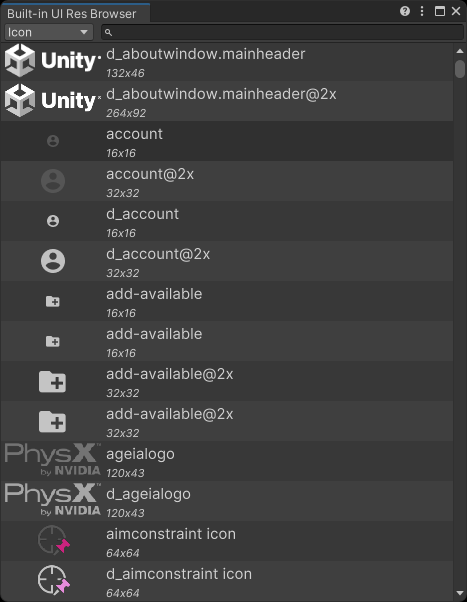 Built-in UI Res Browser
Icon
Unity
d_aboutwindow.mainheader
132x46
Unity
d_aboutwindow.mainheader@2x
264x92
account
16x16
account@2x
32x32
d_account
16x16
d_account@2x
32x32
add-available
16x16
add-available
16x16
add-available@2x
32x32
add-available@2x
32x32
PhysX™
by NVIDIA
ageialogo
120x43
PhysX™
by NVIDIA
d_ageialogo
120x43
aimconstraint icon
64x64
d_aimconstraint icon
64x64